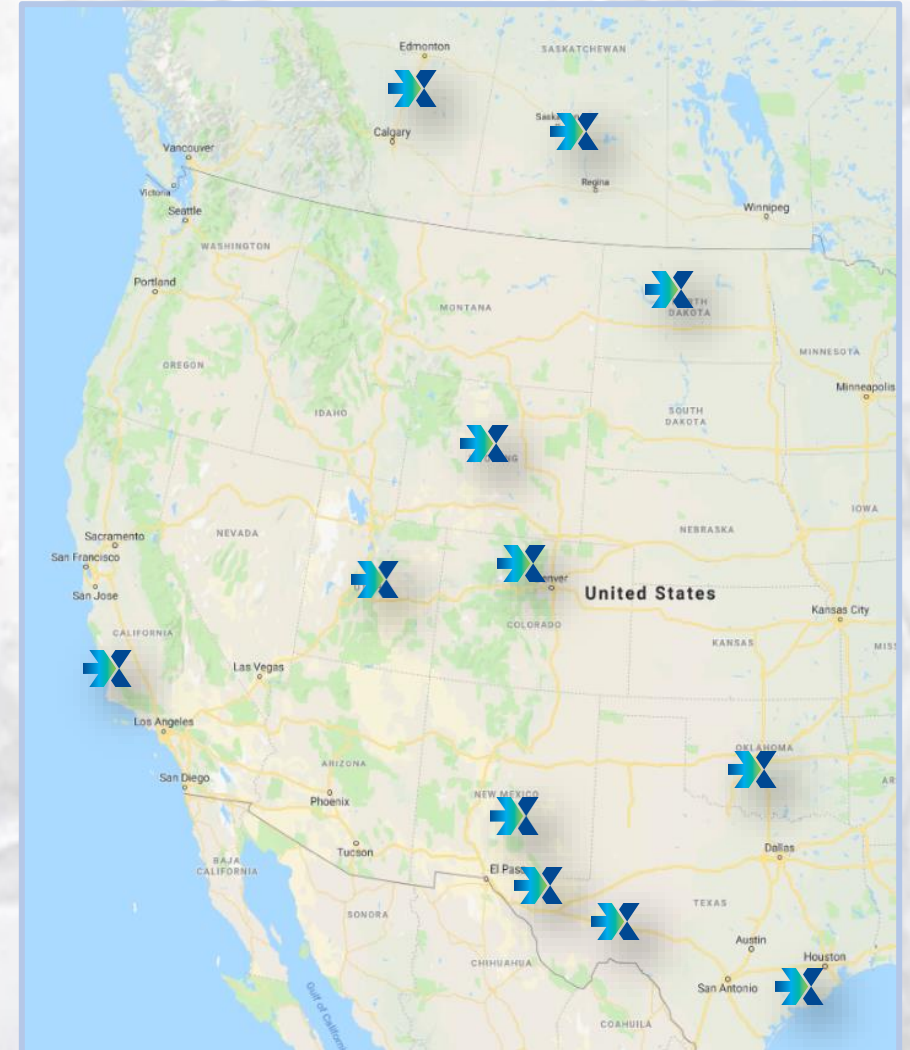 Edmonton
SASKATCHEWAN
Calgary
Vancouver
Regina
Victoria
Winnipeg
Seattle
WASHINGTON
Portland
MONTANA
DAKOTA
MINNESOTA
OREGON
Minneapolis
IDAHO
SOUTH
DAKOTA
IOWA
NEBRASKA
NEVADA
Sacramento
San Francisco
San Jose
United States
Kansas City
COLORADO
CALIFORNIA
KANSAS
Las Vegas
Los Angeles
OKLAHOMA
ARIZONA
San Diego
NEW MEXICO
Phoenix
Dallas
Tucson
BAJA
CALIFORNIA
El Pas
TEXAS
SONORA
Austin
Houston
CHIHUAHUA
San Antonio
Gulf of California
COAHUILA